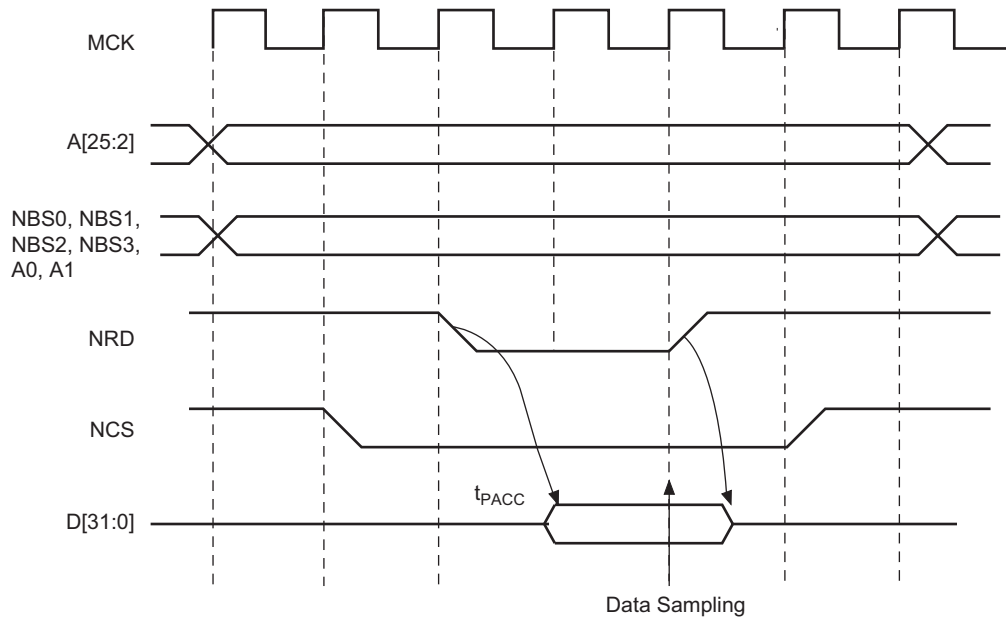 MCK
A[25:2]
NBS0, NBS1,
NBS2, NBS3,
A0, A1
NRD
NCS
tPACC
D[31:0]
Data Sampling